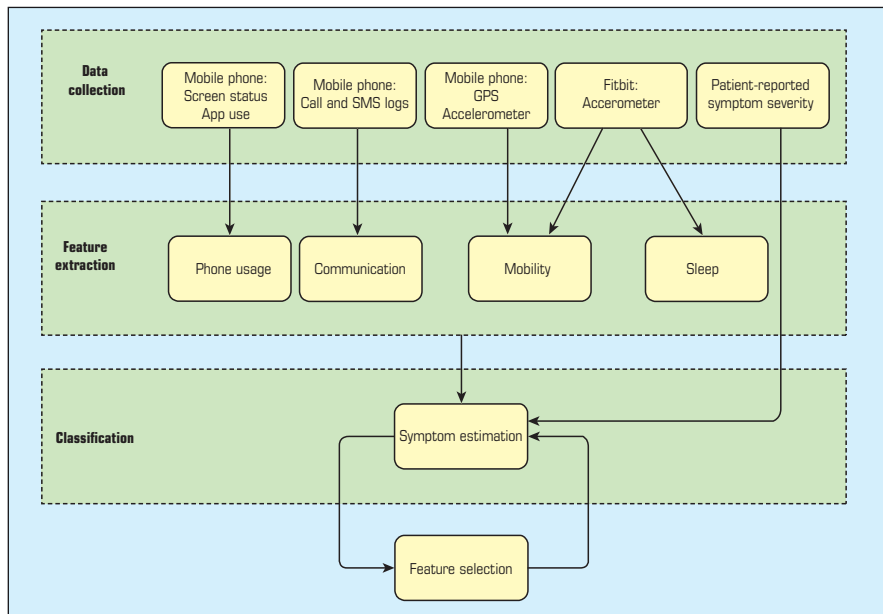 Data
collection
Mobile phone:
Screen status
App use
Mobile phone:
Call and SMS logs
Mobile phone:
GPS
Accelerometer
Fitbit:
Accerometer
Patient-reported
symptom severity
Feature
extraction
Phone usage
Communication
Mobility
Sleep
Classification
Symptom estimation
Feature selection